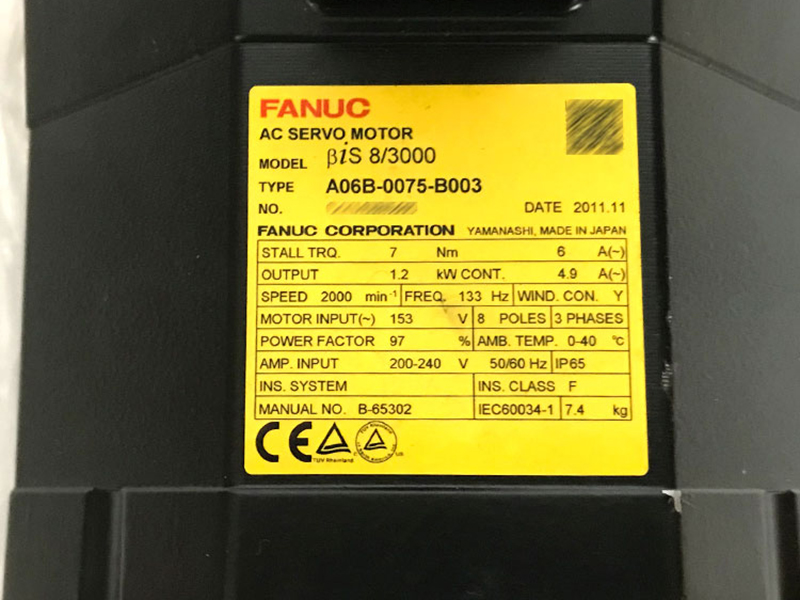 FANUC
AC SERVO MOTOR
MODEL βiS 8/3000
TYPE A06B-0075-B003
NO. DATE 2011.11
FANUC CORPORATION YAMANASHI, MADE IN JAPAN
STALL TRQ. 7 Nm 6 A(~)
OUTPUT 1.2 kW CONT. 4.9 A(~)
SPEED 2000 min⁻¹ FREQ. 133 Hz WIND. CON. Y
MOTOR INPUT(~) 153 V 8 POLES 3 PHASES
POWER FACTOR 97 % AMB. TEMP. 0-40 ℃
AMP. INPUT 200-240 V 50/60 Hz IP65
INS. SYSTEM INS. CLASS F
MANUAL NO. B-65302 IEC60034-1 7.4 kg
CE
TÜV Rheinland C US